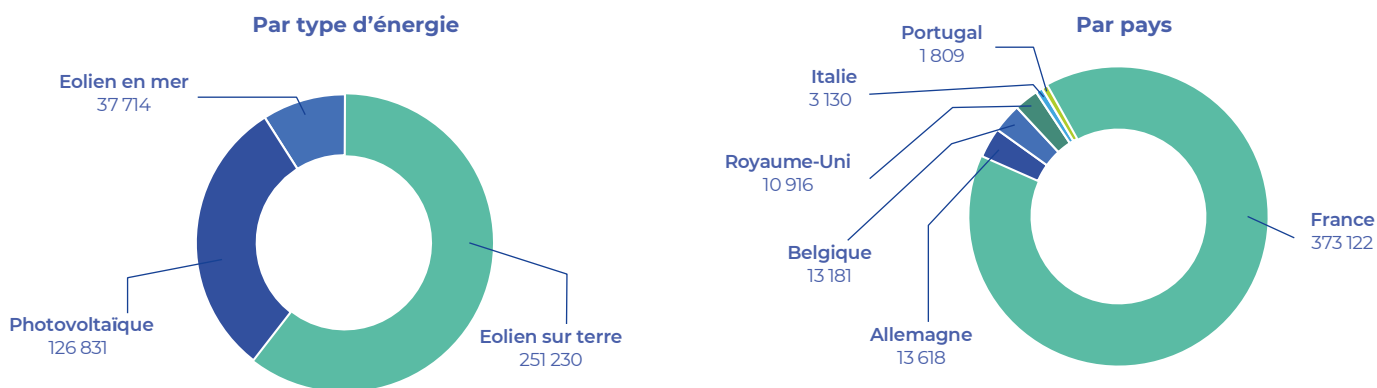 Par type d’énergie
Eolien en mer
37 714
Photovoltaïque
126 831
Eolien sur terre
251 230
Par pays
Portugal
1 809
Italie
3 130
Royaume-Uni
10 916
Belgique
13 181
Allemagne
13 618
France
373 122